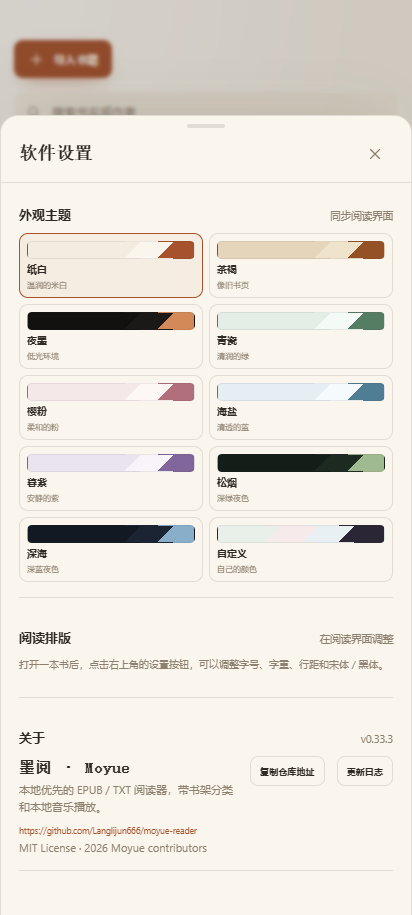 软件设置
外观主题
同步阅读界面
纸白
温润的米白
茶褐
像旧书页
夜墨
低光环境
青瓷
清润的绿
樱粉
柔和的粉
海盐
清透的蓝
暮紫
安静的紫
松烟
深绿夜色
深海
深蓝夜色
自定义
自己的颜色
阅读排版
在阅读界面调整
打开一本书后，点击右上角的设置按钮，可以调整字号、字重、行距和宋体 / 黑体。
关于
v0.33.3
墨阅 · Moyue
复制仓库地址
更新日志
本地优先的 EPUB / TXT 阅读器，带书架分类
和本地音乐播放。
https://github.com/Langlijun666/moyue-reader
MIT License · 2026 Moyue contributors